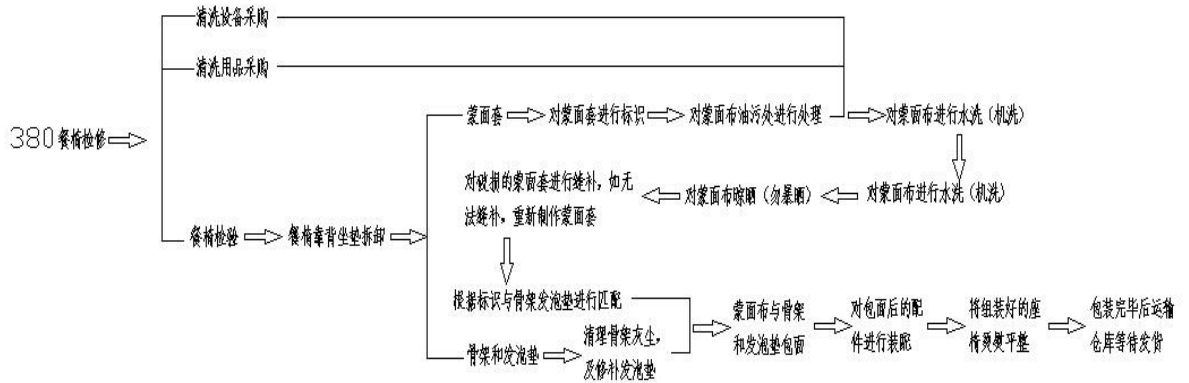 清洗设备采购
清洗用品采购
380餐椅检修
蒙面套
对蒙面套进行标识
对蒙面布油污处进行处理
对蒙面布进行水洗（机洗）
对破损的蒙面套进行缝补，如无
法缝补，重新制作蒙面套
对蒙面布晾晒（勿暴晒）
对蒙面布进行水洗（机洗）
餐椅检验
餐椅靠背坐垫拆卸
根据标识与骨架发泡垫进行匹配
骨架和发泡垫
清理骨架灰尘，
及修补发泡垫
蒙面布与骨架
和发泡垫包面
对包面后的配
件进行装配
将组装好的座
椅烫熨平整
包装完毕后运输
仓库等待发货